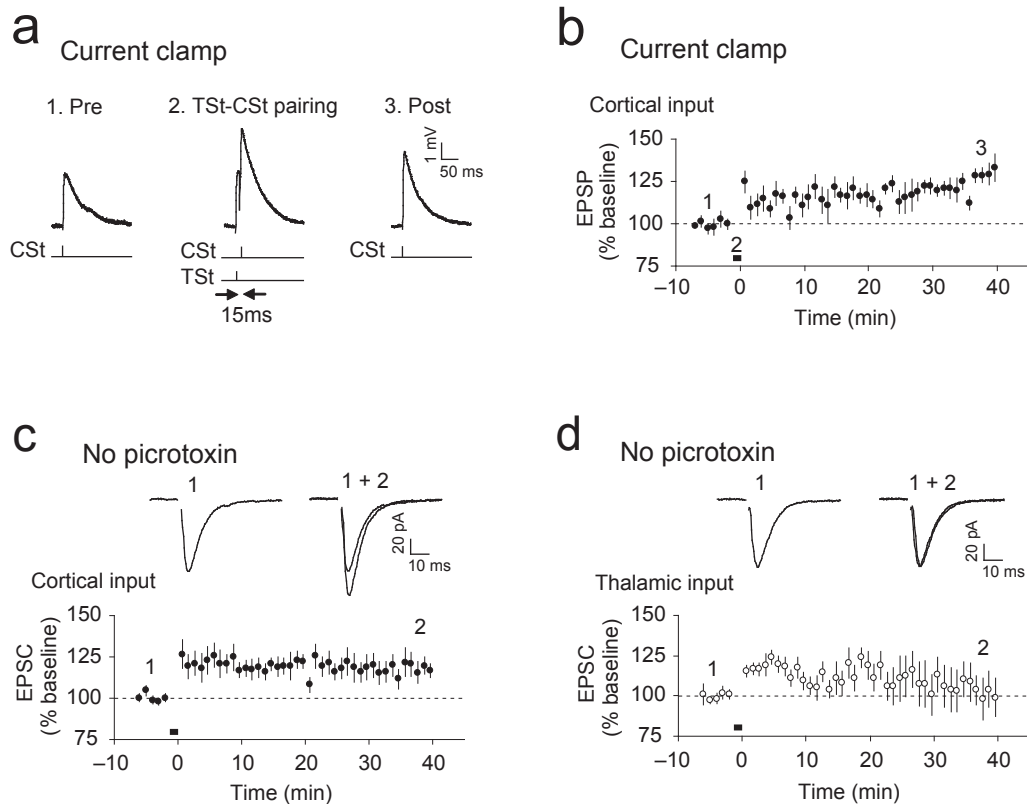 a
Current clamp
1. Pre
2. TSt-CSt pairing
3. Post
1 mV
50 ms
CSt
CSt
CSt
TSt
15ms
b
Current clamp
Cortical input
EPSP
(% baseline)
150
125
100
75
1
2
3
–10 0 10 20 30 40
Time (min)
c
No picrotoxin
1
1 + 2
20 pA
10 ms
Cortical input
EPSC
(% baseline)
150
125
100
75
1
2
–10 0 10 20 30 40
Time (min)
d
No picrotoxin
1
1 + 2
20 pA
10 ms
Thalamic input
EPSC
(% baseline)
150
125
100
75
1
2
–10 0 10 20 30 40
Time (min)